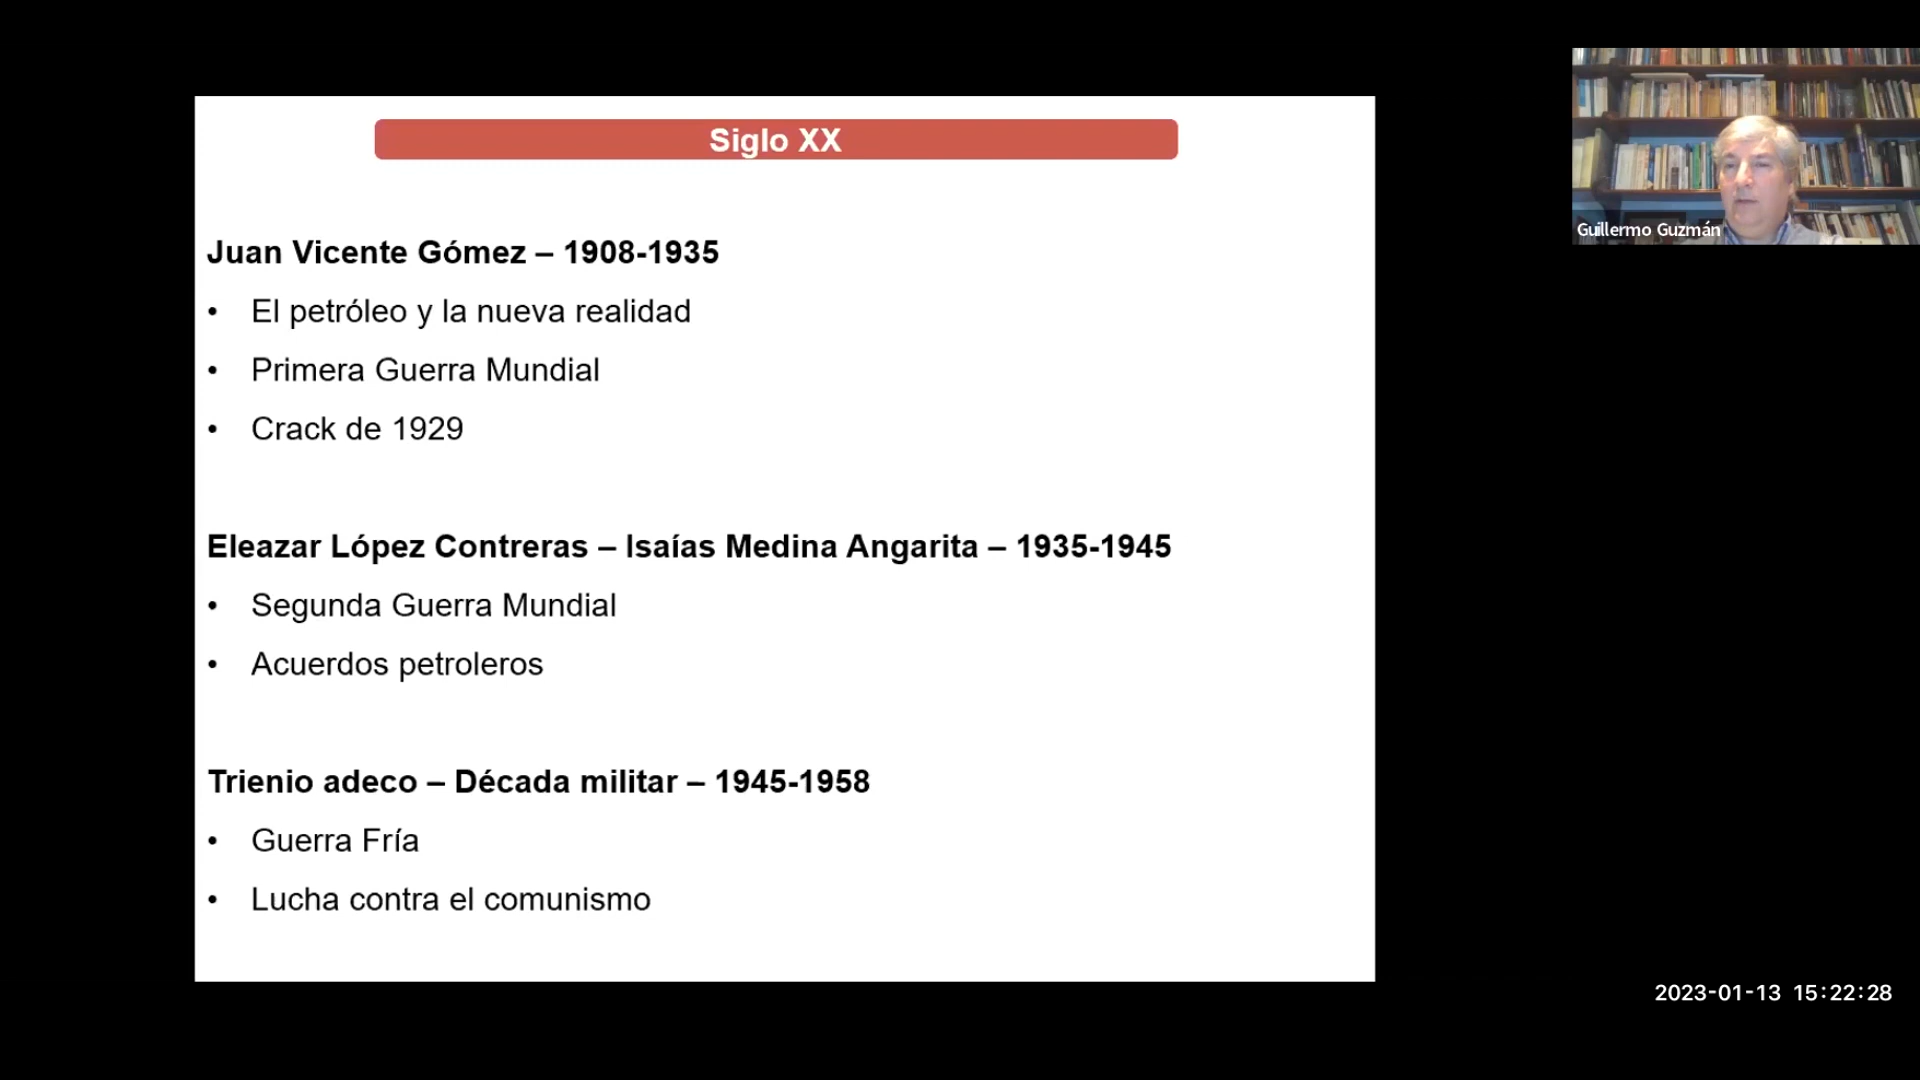 Siglo XX
Juan Vicente Gómez – 1908-1935
• El petróleo y la nueva realidad
• Primera Guerra Mundial
• Crack de 1929
Eleazar López Contreras – Isaías Medina Angarita – 1935-1945
• Segunda Guerra Mundial
• Acuerdos petroleros
Trienio adeco – Década militar – 1945-1958
• Guerra Fría
• Lucha contra el comunismo
Guillermo Guzmán
2023-01-13 15:22:28